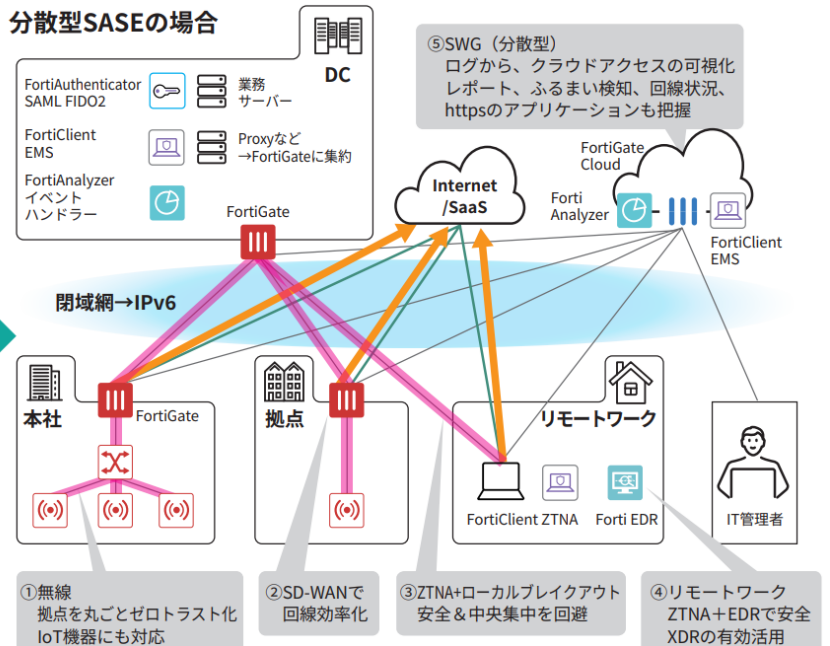 分散型SASEの場合
DC
FortiAuthenticator
SAML FIDO2
業務
サーバー
FortiClient
EMS
Proxyなど
→FortiGateに集約
FortiAnalyzer
イベント
ハンドラー
FortiGate
⑤SWG（分散型）
ログから、クラウドアクセスの可視化
レポート、ふるまい検知、回線状況、
httpsのアプリケーションも把握
Internet
/SaaS
FortiGate
Cloud
Forti
Analyzer
FortiClient
EMS
閉域網→IPv6
本社
FortiGate
拠点
リモートワーク
FortiClient ZTNA
Forti EDR
IT管理者
①無線
拠点を丸ごとゼロトラスト化
IoT機器にも対応
②SD-WANで
回線効率化
③ZTNA+ローカルブレイクアウト
安全＆中央集中を回避
④リモートワーク
ZTNA＋EDRで安全
XDRの有効活用